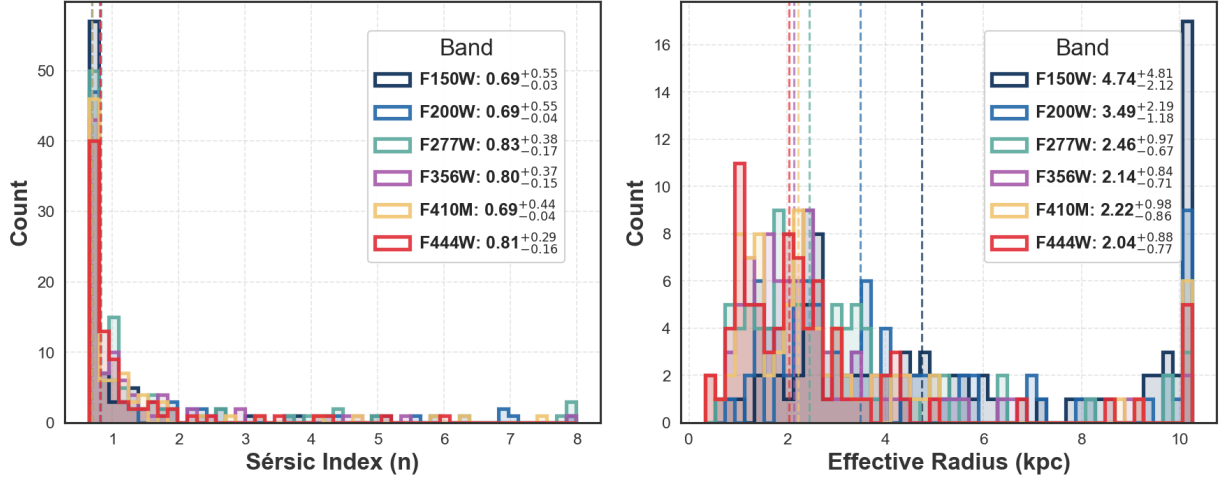 50
40
30
20
10
0
Count
1
2
3
4
5
6
7
8
Sérsic Index (n)
Band
F150W: 0.69 +0.55 −0.03
F200W: 0.69 +0.55 −0.04
F277W: 0.83 +0.38 −0.17
F356W: 0.80 +0.37 −0.15
F410M: 0.69 +0.44 −0.04
F444W: 0.81 +0.29 −0.16
16
14
12
10
8
6
4
2
0
Count
0
2
4
6
8
10
Effective Radius (kpc)
Band
F150W: 4.74 +4.81 −2.12
F200W: 3.49 +2.19 −1.18
F277W: 2.46 +0.97 −0.67
F356W: 2.14 +0.84 −0.71
F410M: 2.22 +0.98 −0.86
F444W: 2.04 +0.88 −0.77